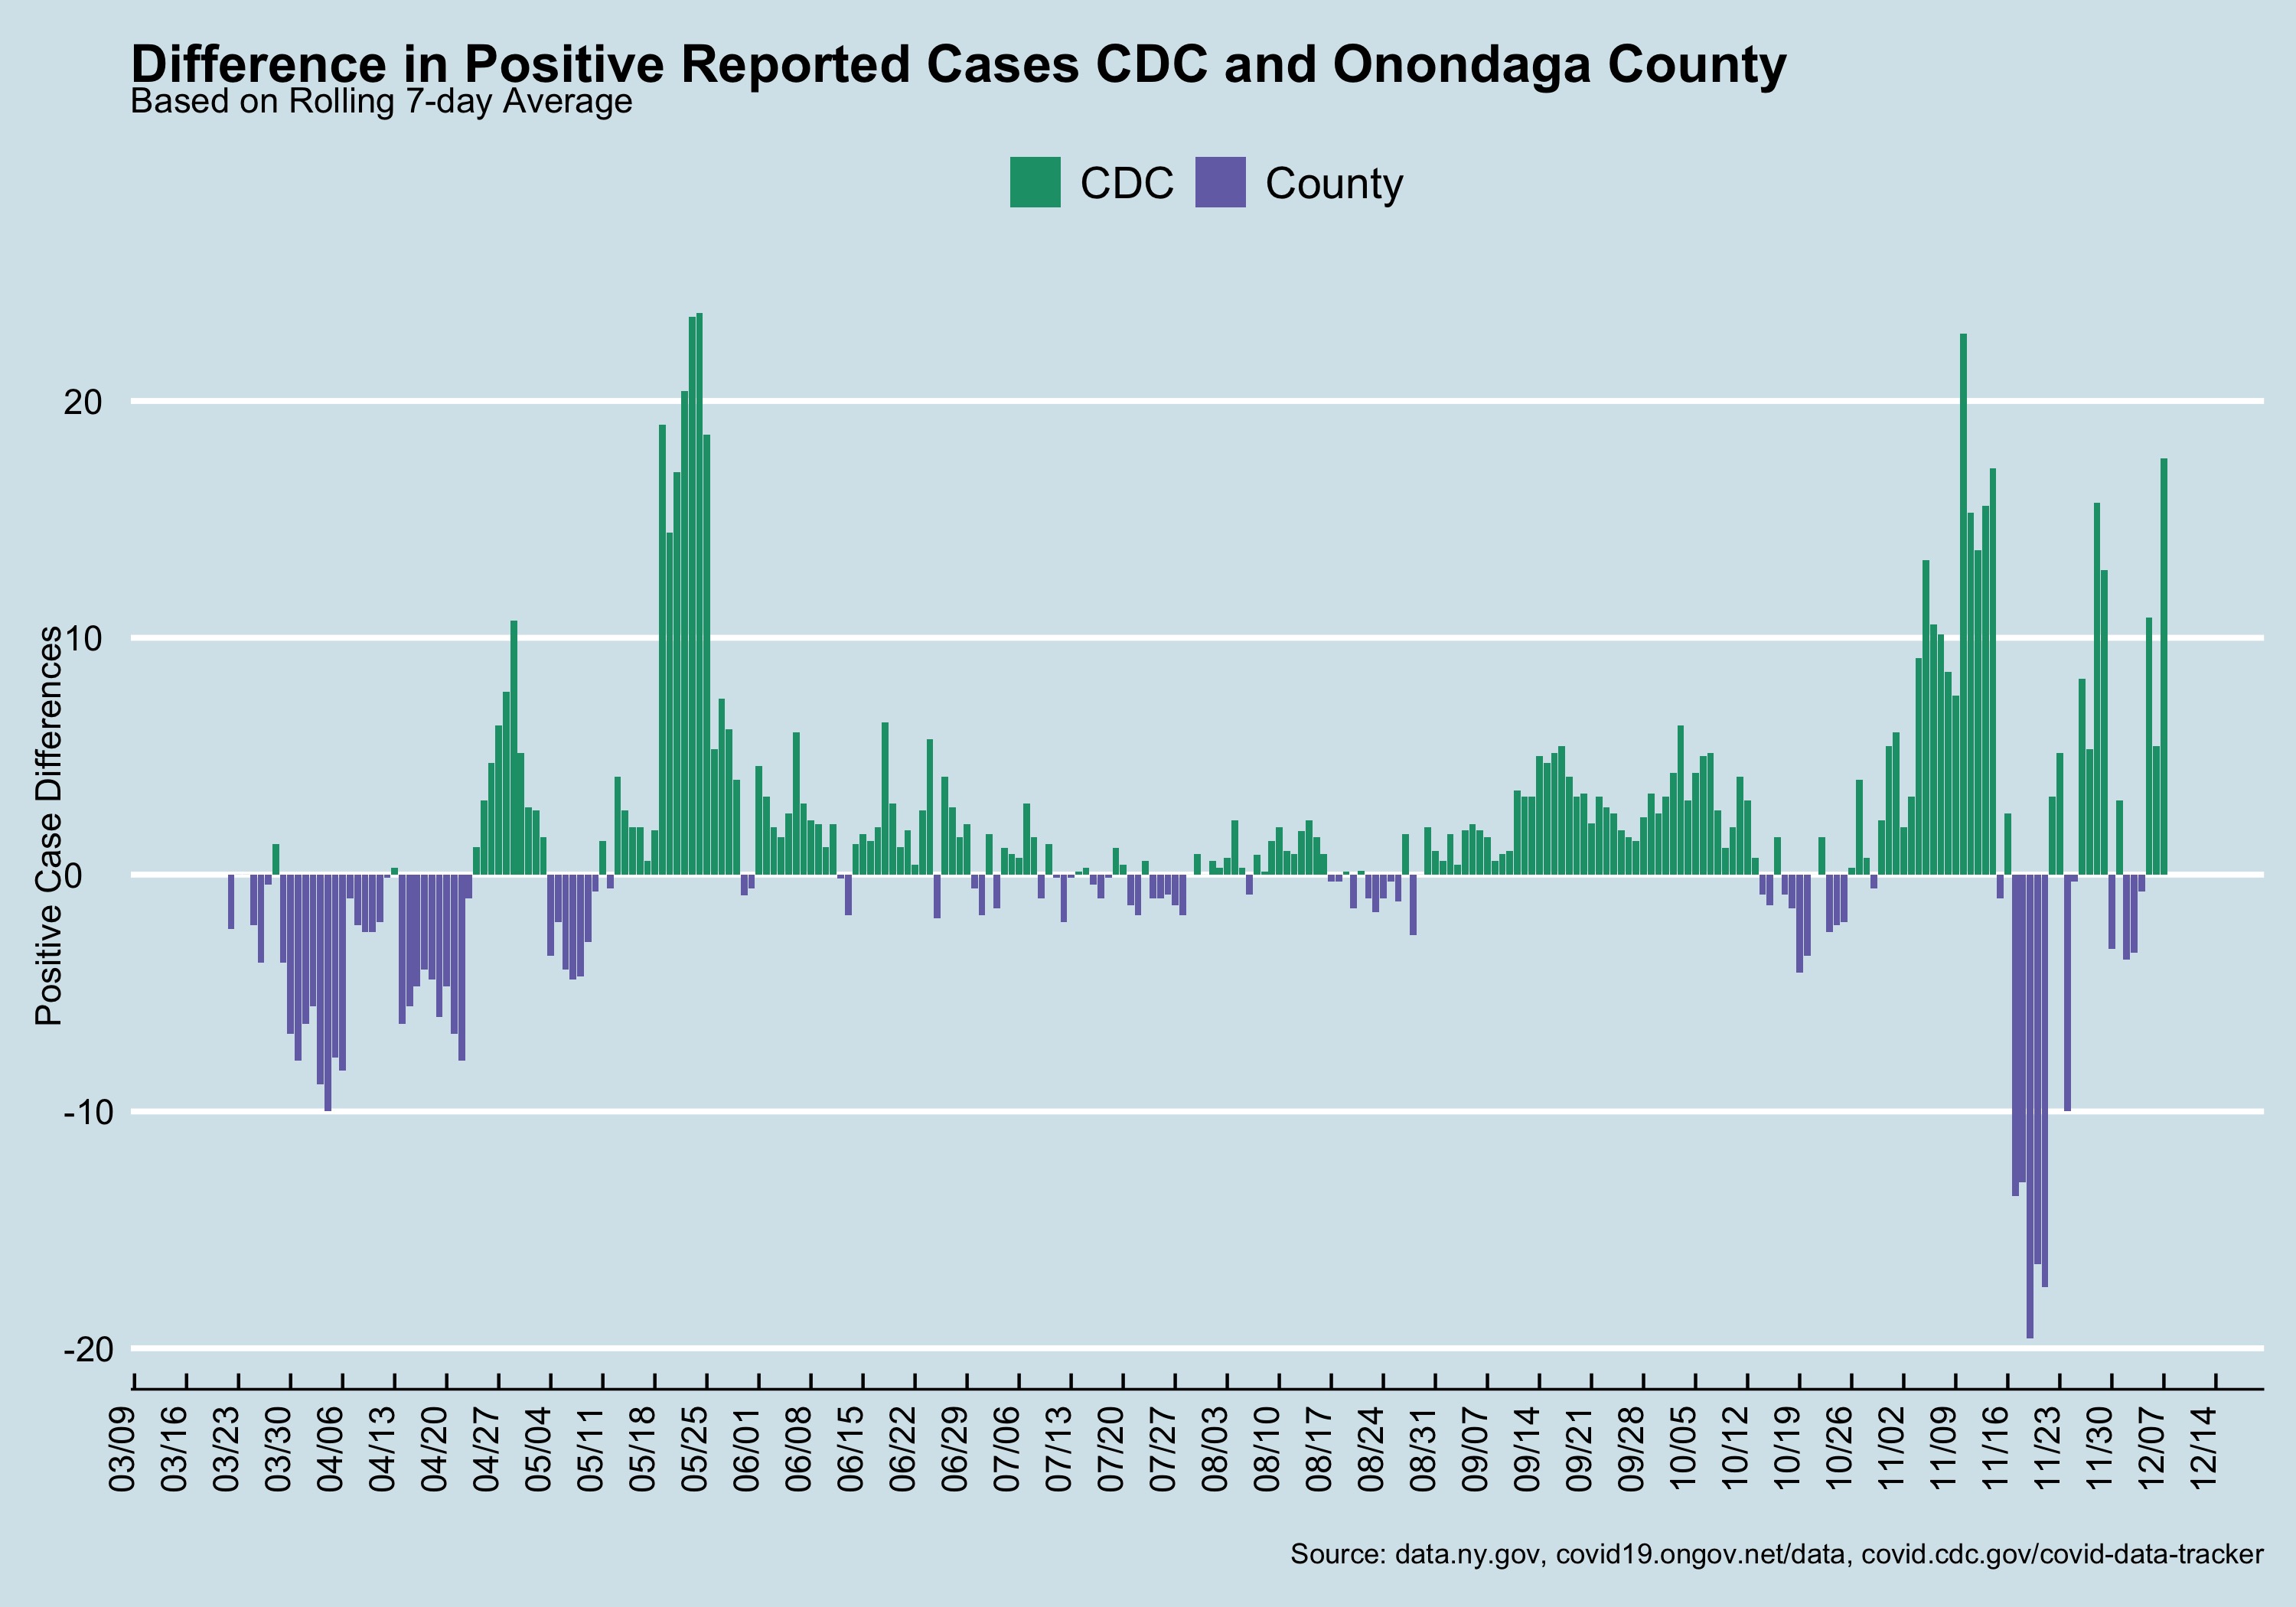 Difference in Positive Reported Cases CDC and Onondaga County
Based on Rolling 7-day Average
CDC County
Positive Case Differences
20
10
0
-10
-20
03/09 03/16 03/23 03/30 04/06 04/13 04/20 04/27 05/04 05/11 05/18 05/25 06/01 06/08 06/15 06/22 06/29 07/06 07/13 07/20 07/27 08/03 08/10 08/17 08/24 08/31 09/07 09/14 09/21 09/28 10/05 10/12 10/19 10/26 11/02 11/09 11/16 11/23 11/30 12/07 12/14
Source: data.ny.gov, covid19.ongov.net/data, covid.cdc.gov/covid-data-tracker